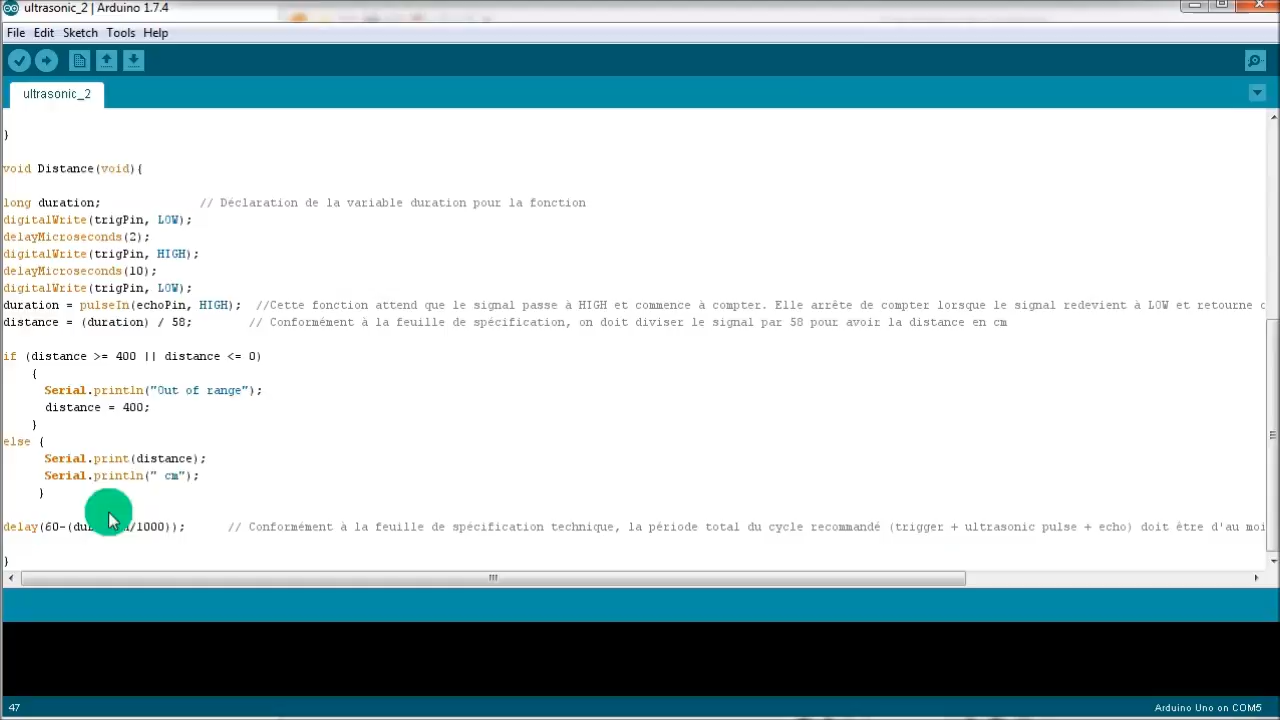 ultrasonic_2 | Arduino 1.7.4
File Edit Sketch Tools Help
ultrasonic_2
}
void Distance(void){
long duration; // Déclaration de la variable duration pour la fonction
digitalWrite(trigPin, LOW);
delayMicroseconds(2);
digitalWrite(trigPin, HIGH);
delayMicroseconds(10);
digitalWrite(trigPin, LOW);
duration = pulseIn(echoPin, HIGH); //Cette fonction attend que le signal passe à HIGH et commence à compter. Elle arrête de compter lorsque le signal redevient à LOW et retourne
distance = (duration) / 58; // Conformément à la feuille de spécification, on doit diviser le signal par 58 pour avoir la distance en cm
if (distance >= 400 || distance <= 0)
{
Serial.println("Out of range");
distance = 400;
}
else {
Serial.print(distance);
Serial.println(" cm");
}
delay(60-( /1000)); // Conformément à la feuille de spécification technique, la période total du cycle recommandé (trigger + ultrasonic pulse + echo) doit être d'au
}
47
Arduino Uno on COM5